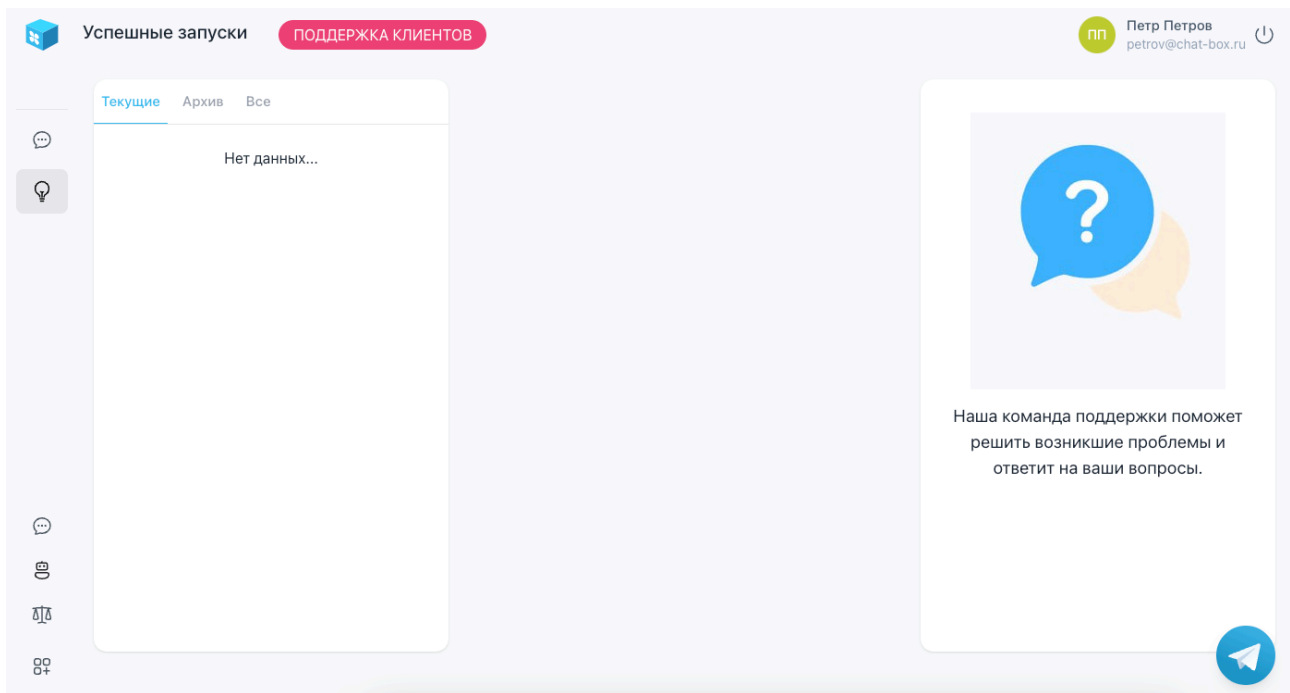 Успешные запуски
ПОДДЕРЖКА КЛИЕНТОВ
ПП
Петр Петров
petrov@chat-box.ru
Текущие Архив Все
Нет данных...
?
Наша команда поддержки поможет
решить возникшие проблемы и
ответит на ваши вопросы.